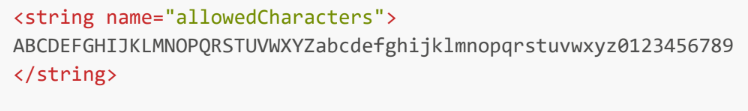 <string name="allowedCharacters">
ABCDEFGHIJKLMNOPQRSTUVWXYZabcdefghijklmnopqrstuvwxyz0123456789
</string>